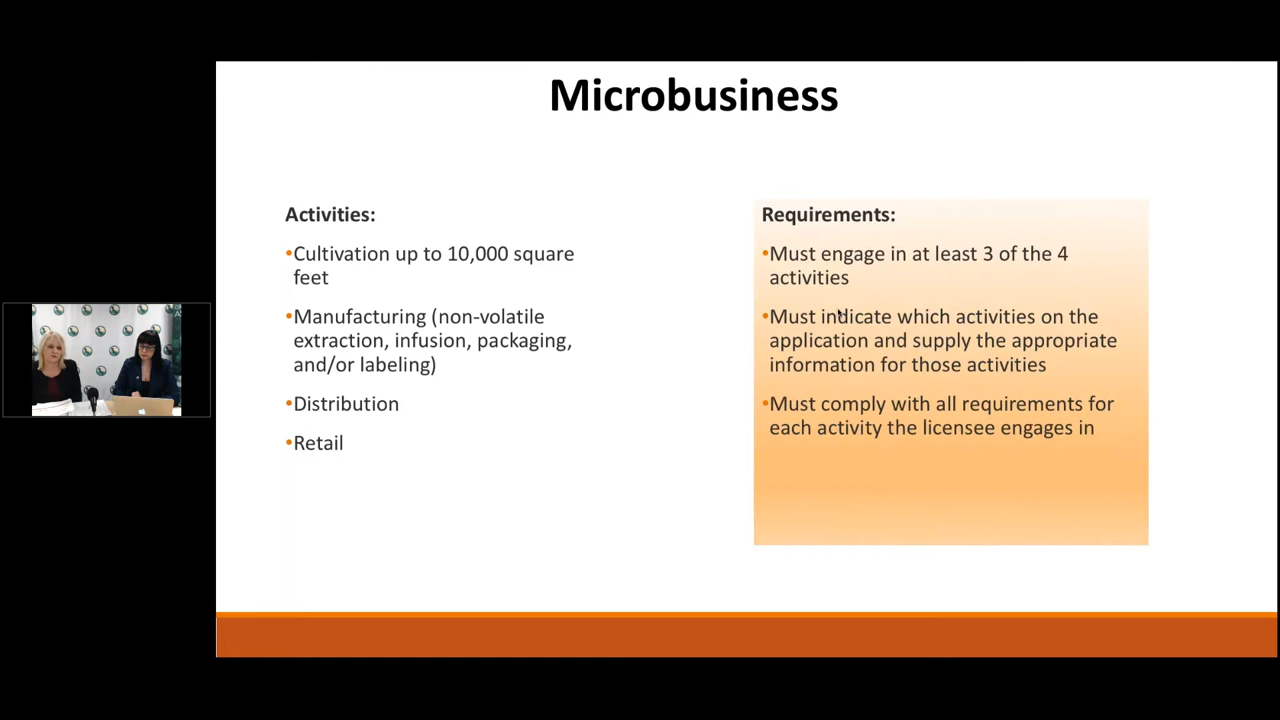 Microbusiness
Activities:
•Cultivation up to 10,000 square
feet
•Manufacturing (non-volatile
extraction, infusion, packaging,
and/or labeling)
•Distribution
•Retail
Requirements:
•Must engage in at least 3 of the 4
activities
•Must indicate which activities on the
application and supply the appropriate
information for those activities
•Must comply with all requirements for
each activity the licensee engages in